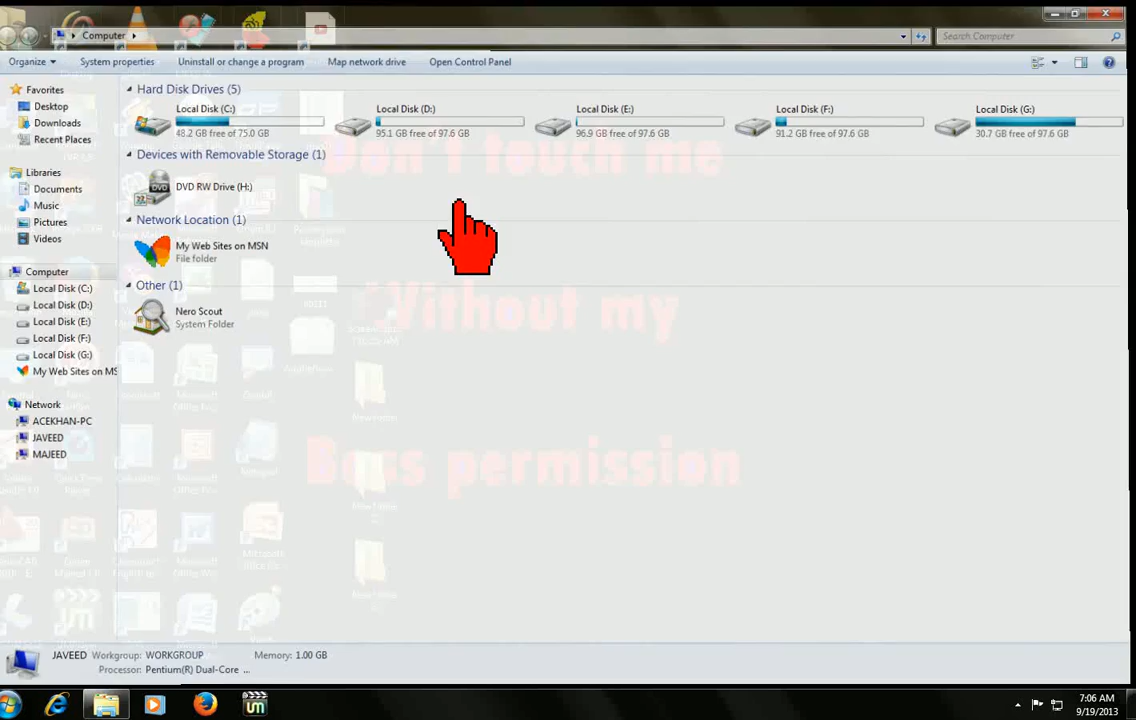 Computer
Search Computer
Organize
System properties
Uninstall or change a program
Map network drive
Open Control Panel
Favorites
Desktop
Downloads
Recent Places
Libraries
Documents
Music
Pictures
Videos
Computer
Local Disk (C:)
Local Disk (D:)
Local Disk (E:)
Local Disk (F:)
Local Disk (G:)
My Web Sites on MS
Network
ACEKHAN-PC
JAVEED
MAJEED
Hard Disk Drives (5)
Local Disk (C:)
48.2 GB free of 75.0 GB
Local Disk (D:)
95.1 GB free of 97.6 GB
Local Disk (E:)
96.9 GB free of 97.6 GB
Local Disk (F:)
91.2 GB free of 97.6 GB
Local Disk (G:)
30.7 GB free of 97.6 GB
Devices with Removable Storage (1)
DVD RW Drive (H:)
Network Location (1)
My Web Sites on MSN
File folder
Other (1)
Nero Scout
System Folder
Don't touch me
Without my
Boss permission
JAVEED Workgroup: WORKGROUP Memory: 1.00 GB
Processor: Pentium(R) Dual-Core ...
7:06 AM
9/19/2013